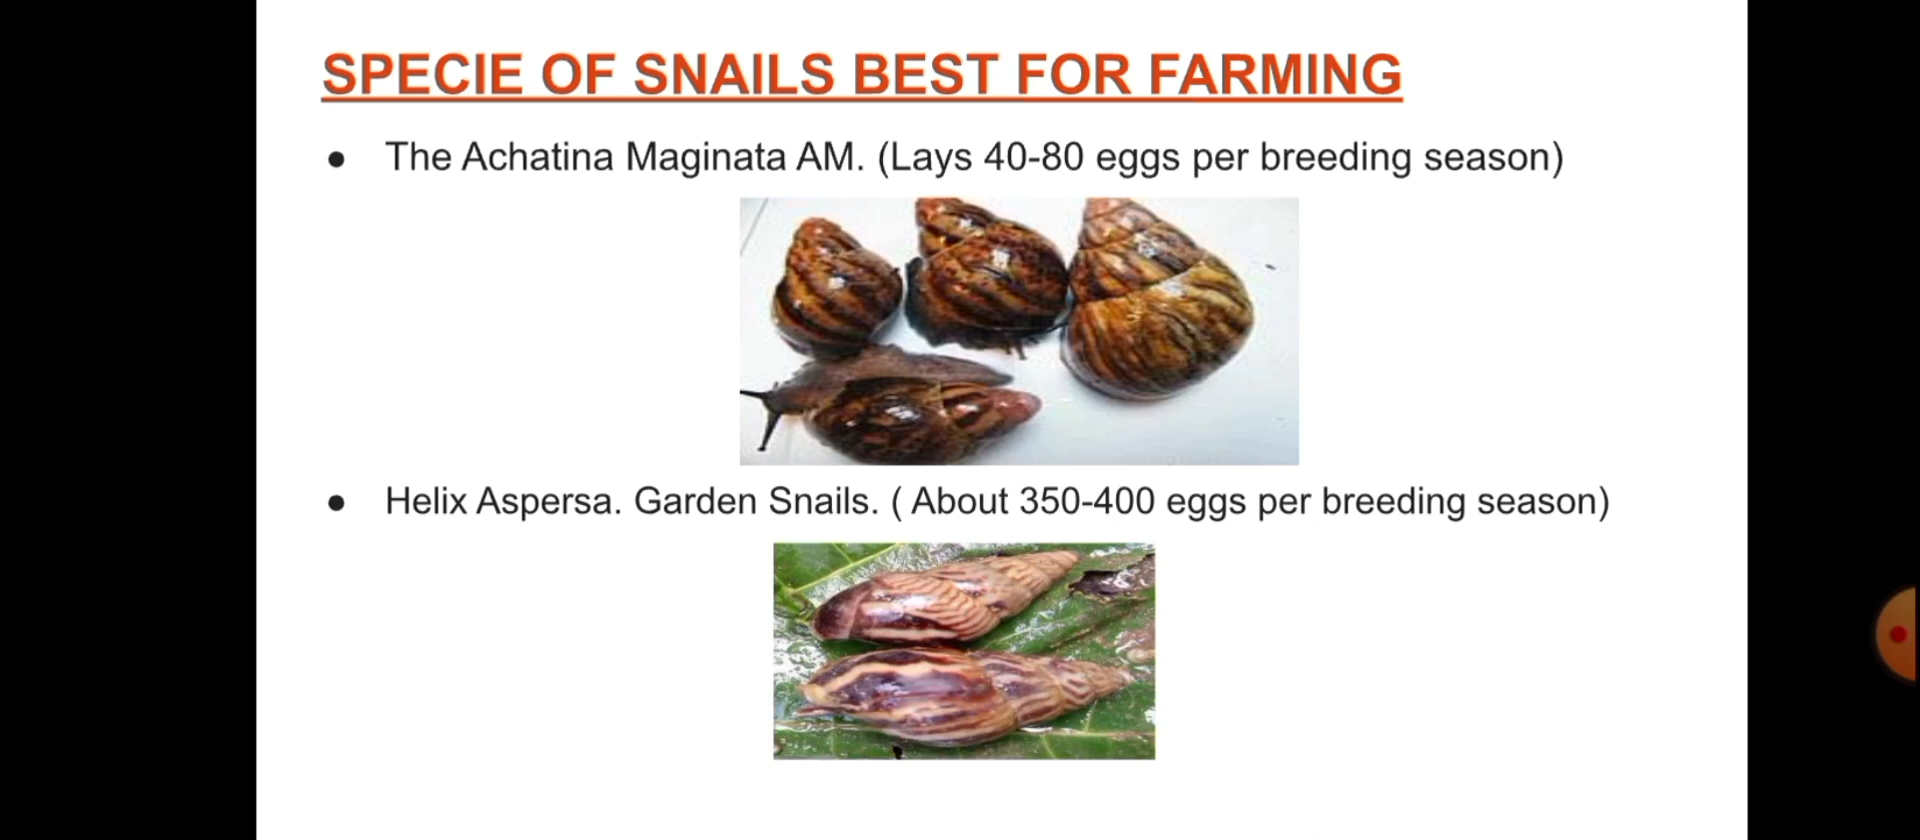 SPECIE OF SNAILS BEST FOR FARMING
● The Achatina Maginata AM. (Lays 40-80 eggs per breeding season)
● Helix Aspersa. Garden Snails. ( About 350-400 eggs per breeding season)